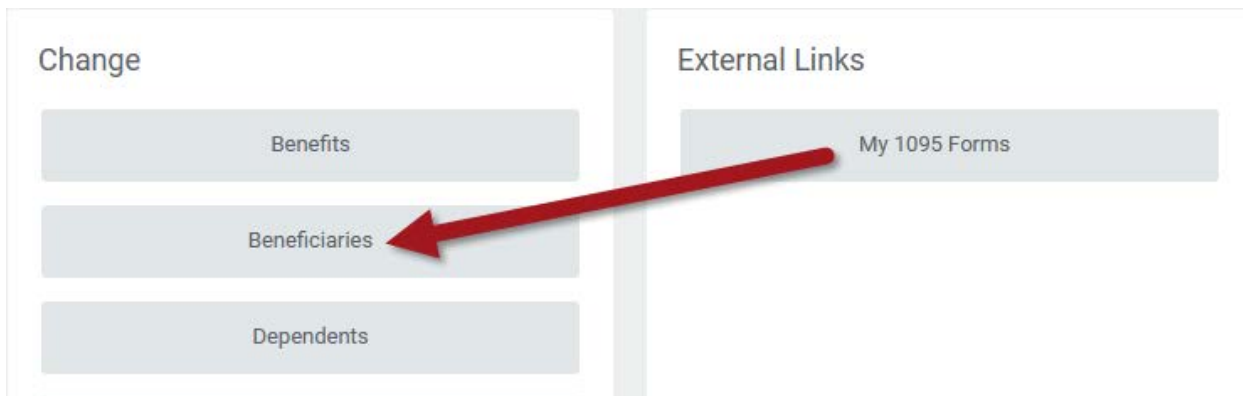 Change
Benefits
Beneficiaries
Dependents
External Links
My 1095 Forms